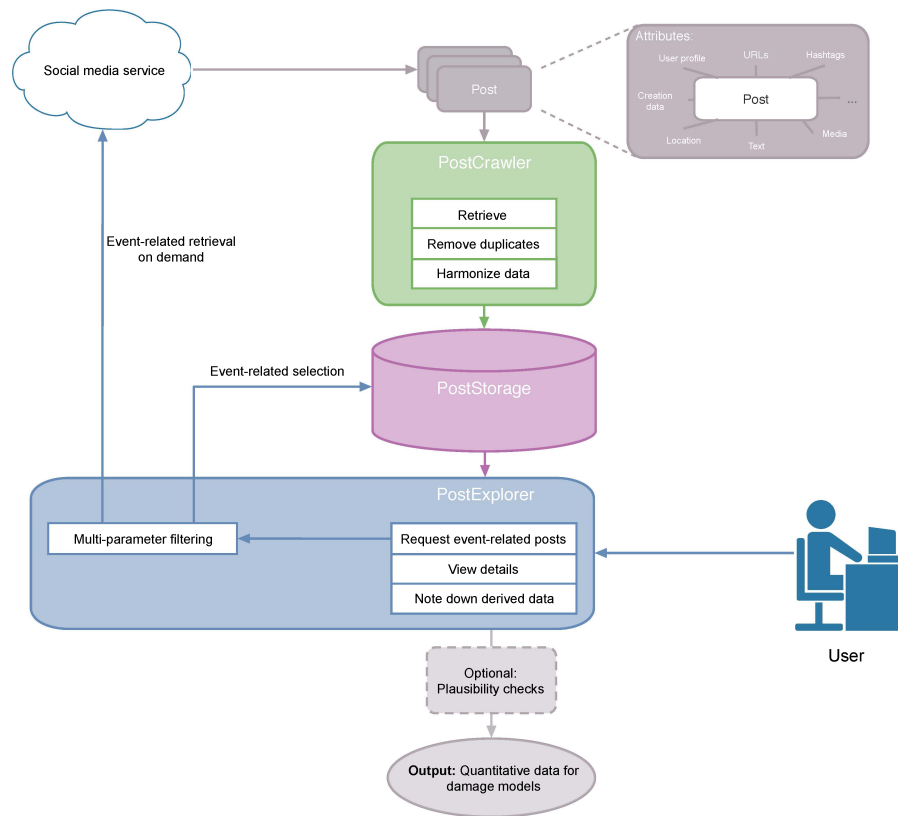 Social media service
Post
Attributes:
User profile
URLs
Hashtags
Creation
data
Post
...
Location
Text
Media
PostCrawler
Retrieve
Remove duplicates
Harmonize data
Event-related retrieval
on demand
Event-related selection
PostStorage
PostExplorer
Multi-parameter filtering
Request event-related posts
View details
Note down derived data
User
Optional:
Plausibility checks
Output: Quantitative data for
damage models